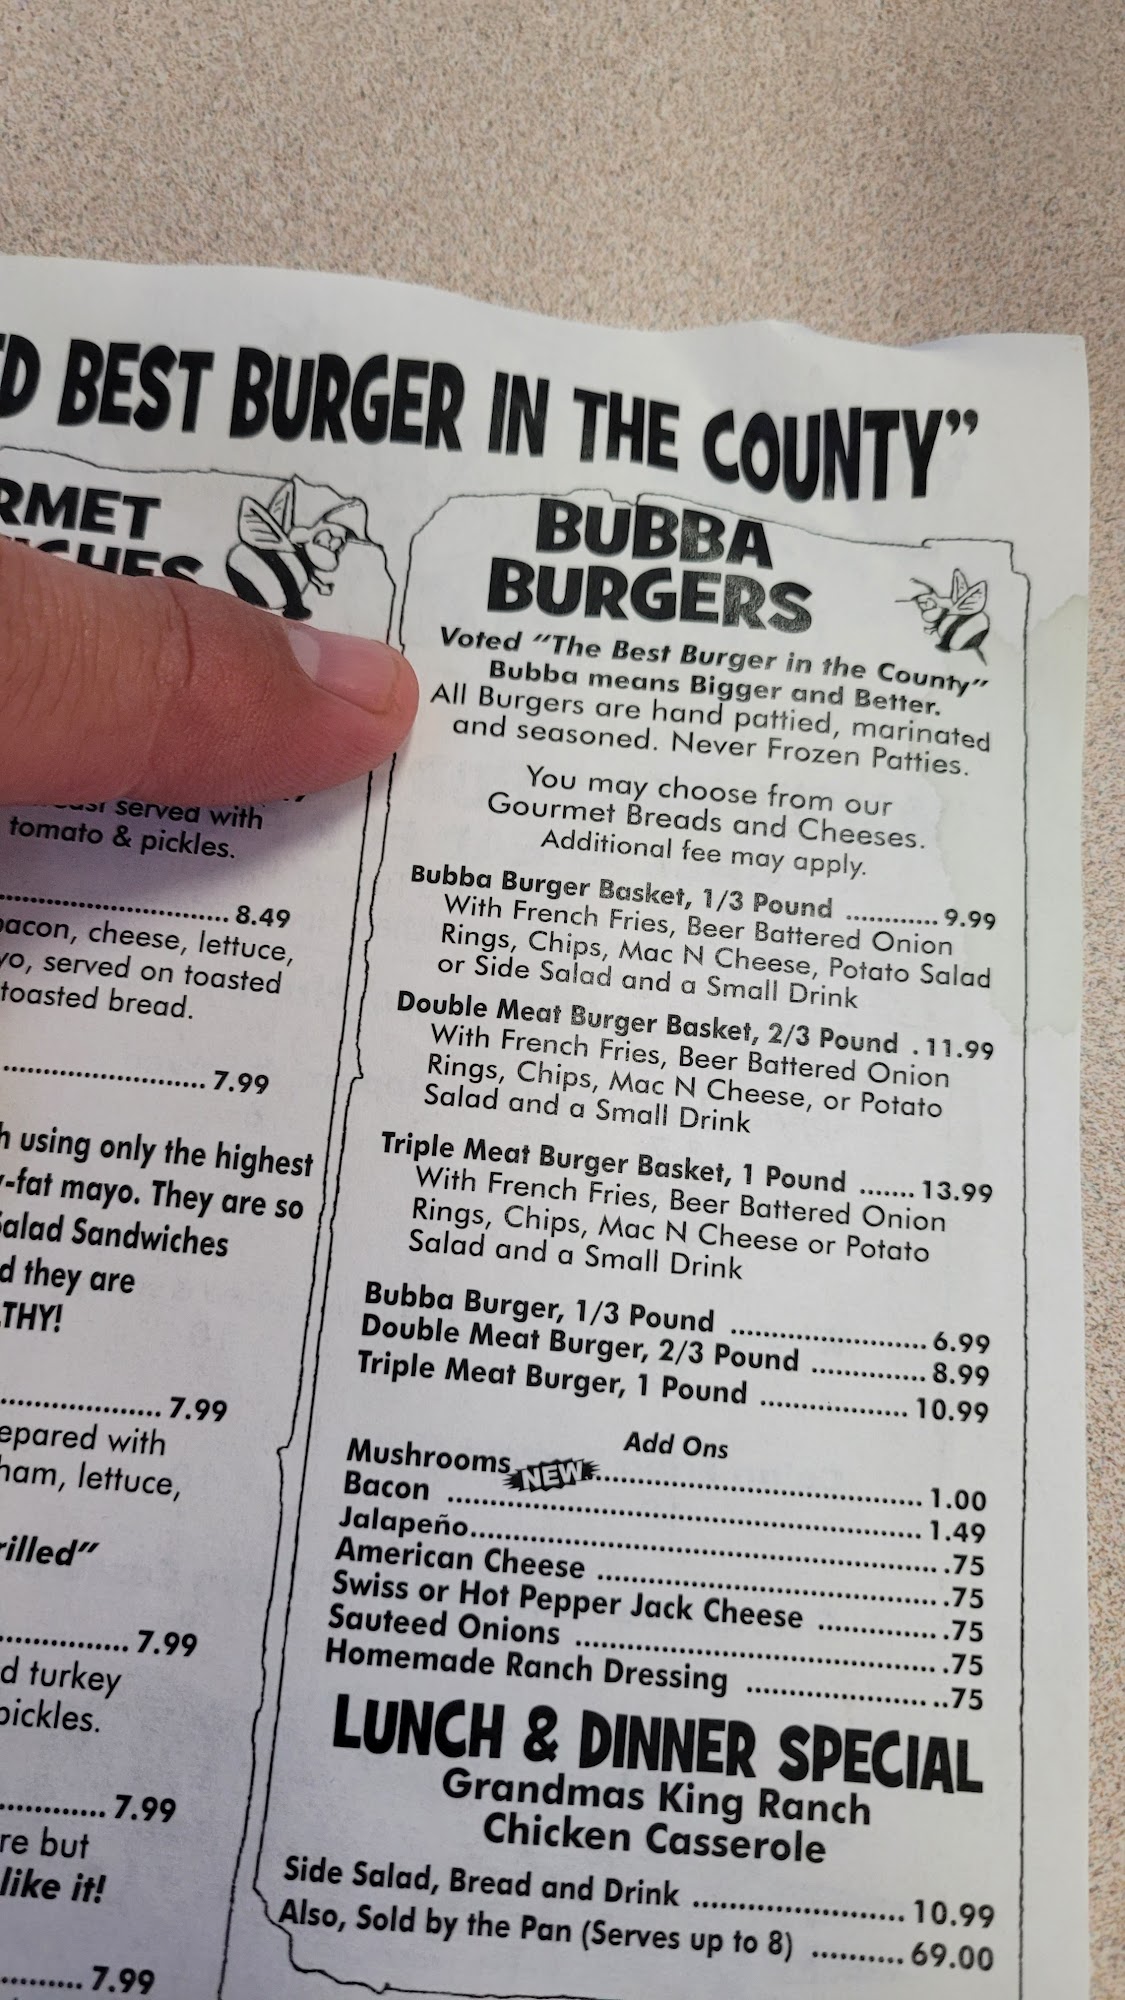 BEST BURGER IN THE COUNTY”
served with
tomato & pickles.
8.49
bacon, cheese, lettuce,
served on toasted
toasted bread.
7.99
using only the highest
-fat mayo. They are so
Salad Sandwiches
they are
7.99
with
ham, lettuce,
7.99
turkey
pickles.
7.99
but
like it!
7.99
BUBBA
BURGERS
Voted “The Best Burger in the County”
Bubba means Bigger and Better.
All Burgers are hand pattied, marinated
and seasoned. Never Frozen Patties.
You may choose from our
Gourmet Breads and Cheeses.
Additional fee may apply.
Bubba Burger Basket, 1/3 Pound ............ 9.99
With French Fries, Beer Battered Onion
Rings, Chips, Mac N Cheese, Potato Salad
or Side Salad and a Small Drink
Double Meat Burger Basket, 2/3 Pound . 11.99
With French Fries, Beer Battered Onion
Rings, Chips, Mac N Cheese, or Potato
Salad and a Small Drink
Triple Meat Burger Basket, 1 Pound ....... 13.99
With French Fries, Beer Battered Onion
Rings, Chips, Mac N Cheese or Potato
Salad and a Small Drink
Bubba Burger, 1/3 Pound ........................ 6.99
Double Meat Burger, 2/3 Pound .............. 8.99
Triple Meat Burger, 1 Pound .................. 10.99
Add Ons
Mushrooms NEW ........................................ 1.00
Bacon ........................................................ 1.49
Jalapeño..................................................... .75
American Cheese ........................................ .75
Swiss or Hot Pepper Jack Cheese .............. .75
Sauteed Onions .......................................... .75
Homemade Ranch Dressing ...................... .75
LUNCH & DINNER SPECIAL
Grandmas King Ranch
Chicken Casserole
Side Salad, Bread and Drink ....................... 10.99
Also, Sold by the Pan (Serves up to 8) .......... 69.00